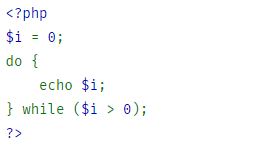 <?php
$i = 0;
do {
    echo $i;
} while ($i > 0);
?>